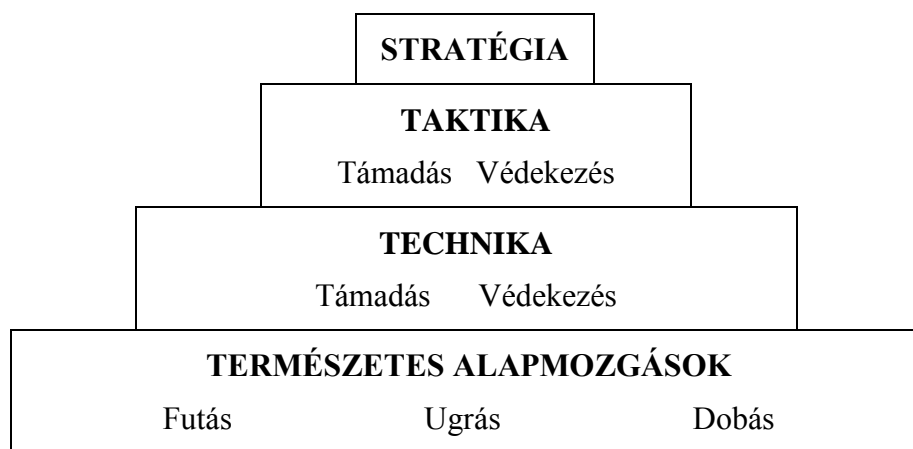 STRATÉGIA
TAKTIKA
Támadás Védekezés
TECHNIKA
Támadás Védekezés
TERMÉSZETES ALAPMOZGÁSOK
Futás Ugrás Dobás